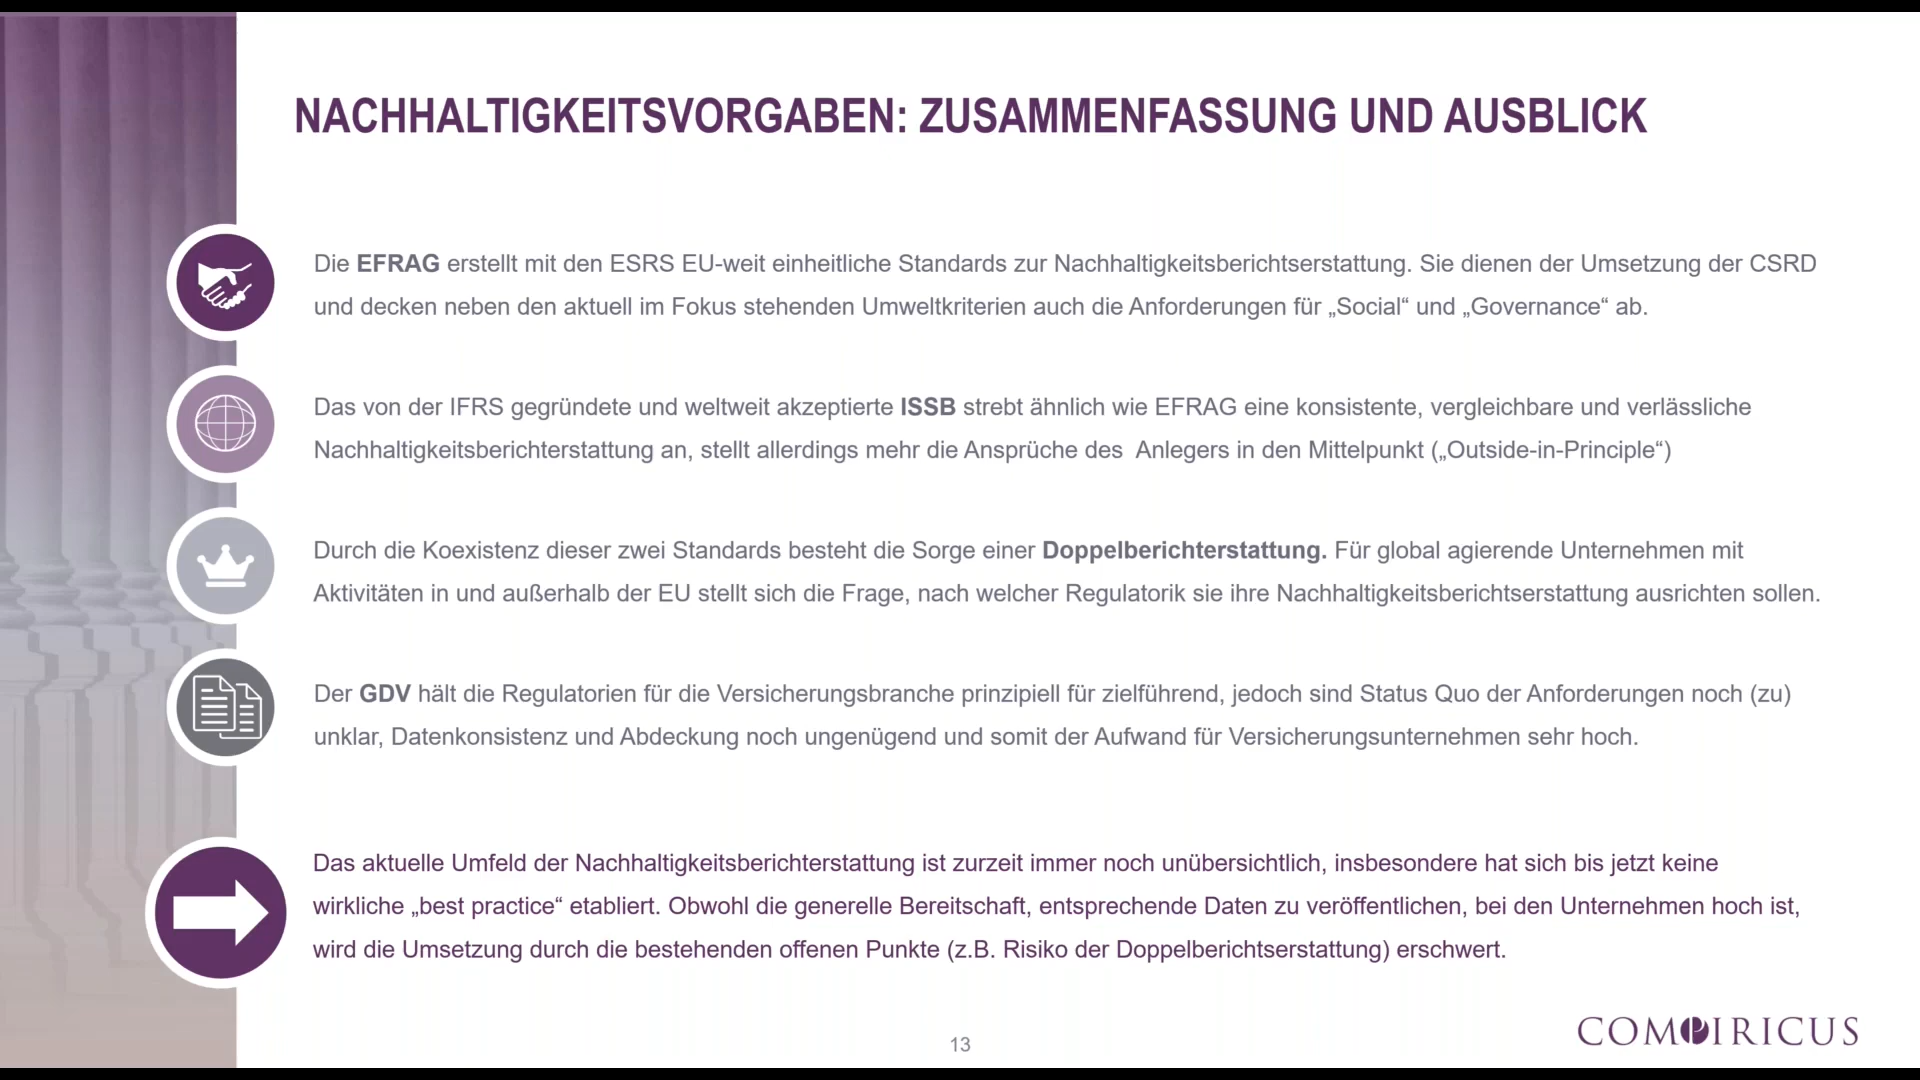 NACHHALTIGKEITSVORGABEN: ZUSAMMENFASSUNG UND AUSBLICK
Die EFRAG erstellt mit den ESRS EU-weit einheitliche Standards zur Nachhaltigkeitsberichtserstattung. Sie dienen der Umsetzung der CSRD
und decken neben den aktuell im Fokus stehenden Umweltkriterien auch die Anforderungen für „Social“ und „Governance“ ab.
Das von der IFRS gegründete und weltweit akzeptierte ISSB strebt ähnlich wie EFRAG eine konsistente, vergleichbare und verlässliche
Nachhaltigkeitsberichterstattung an, stellt allerdings mehr die Ansprüche des Anlegers in den Mittelpunkt („Outside-in-Principle“)
Durch die Koexistenz dieser zwei Standards besteht die Sorge einer Doppelberichterstattung. Für global agierende Unternehmen mit
Aktivitäten in und außerhalb der EU stellt sich die Frage, nach welcher Regulatorik sie ihre Nachhaltigkeitsberichtserstattung ausrichten sollen.
Der GDV hält die Regulatorien für die Versicherungsbranche prinzipiell für zielführend, jedoch sind Status Quo der Anforderungen noch (zu)
unklar, Datenkonsistenz und Abdeckung noch ungenügend und somit der Aufwand für Versicherungsunternehmen sehr hoch.
Das aktuelle Umfeld der Nachhaltigkeitsberichterstattung ist zurzeit immer noch unübersichtlich, insbesondere hat sich bis jetzt keine
wirkliche „best practice“ etabliert. Obwohl die generelle Bereitschaft, entsprechende Daten zu veröffentlichen, bei den Unternehmen hoch ist,
wird die Umsetzung durch die bestehenden offenen Punkte (z.B. Risiko der Doppelberichtserstattung) erschwert.
13
COMPIRICUS